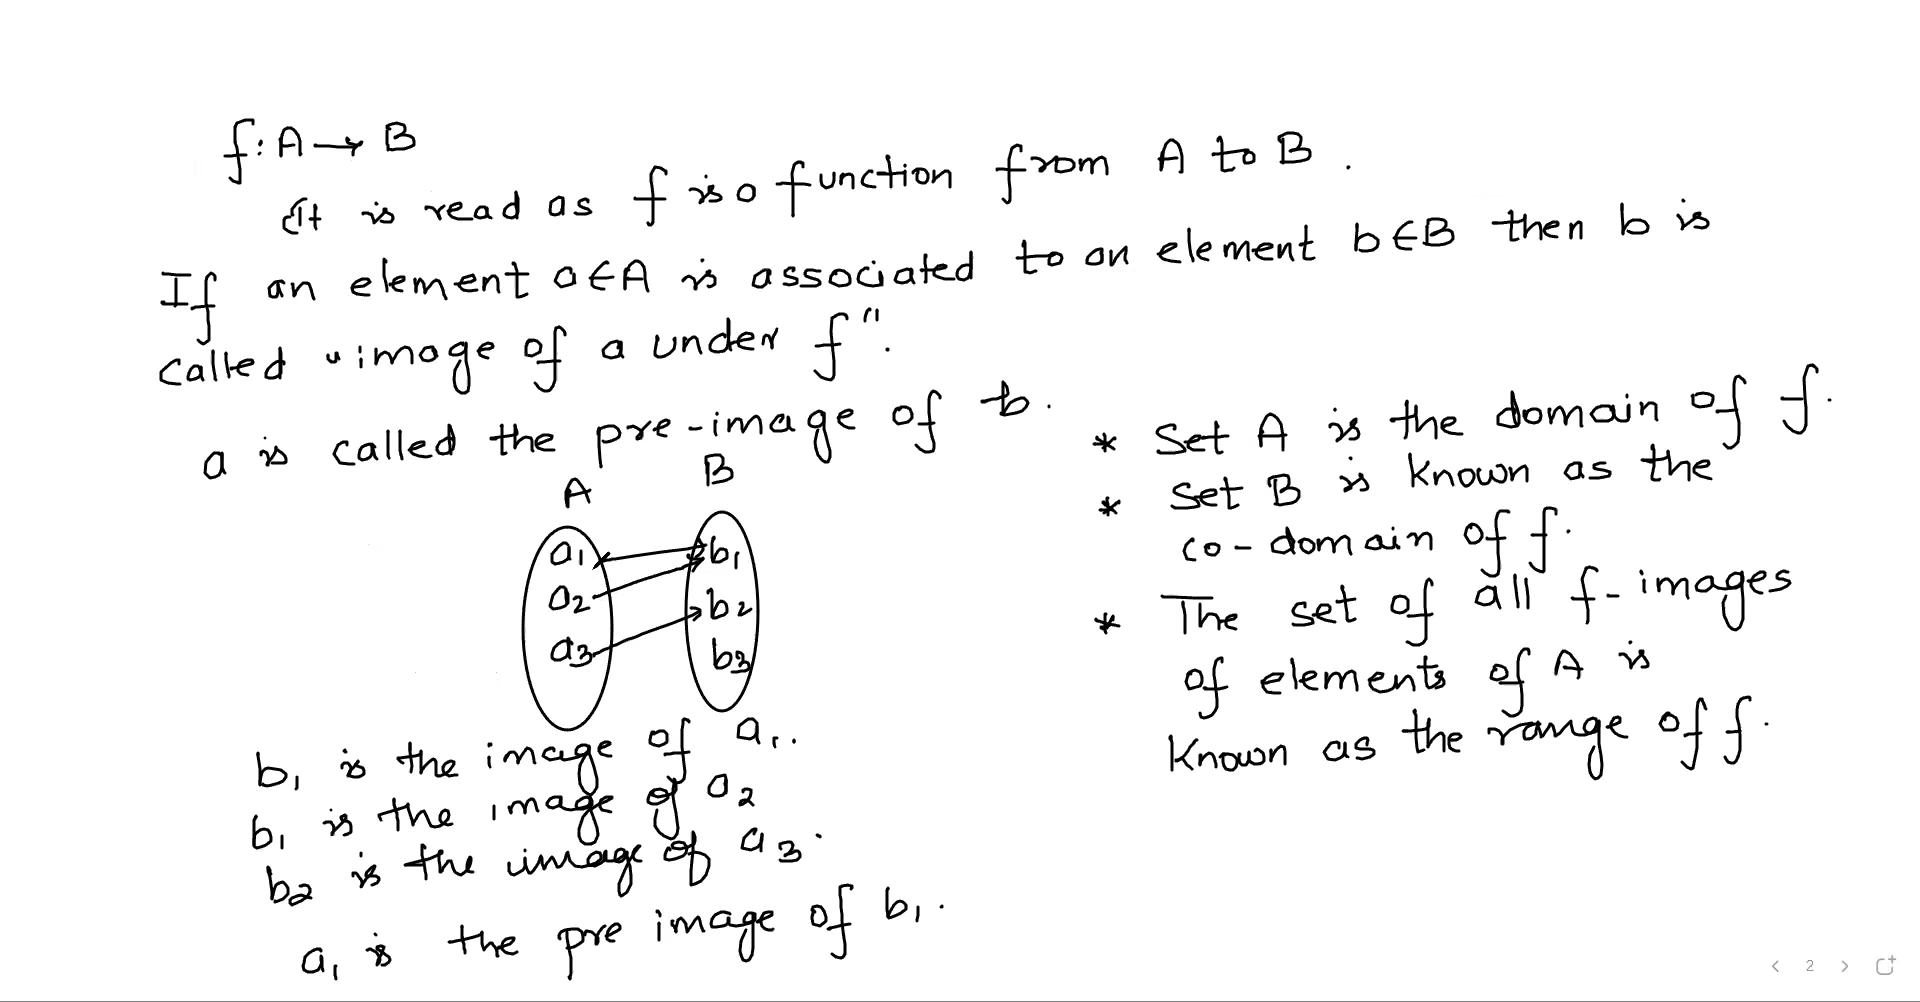 f: A → B
It is read as f is a function from A to B.
If an element a∈A is associated to an element b∈B then b is
called "image of a under f".
a is called the pre-image of b.
A B
a1 b1
a2 b2
a3 b3
b1 is the image of a1.
b1 is the image of a2
b2 is the image of a3.
a1 is the pre image of b1.
* Set A is the domain of f.
* Set B is known as the
co-domain of f.
* The set of all f-images
of elements of A is
known as the range of f.
2